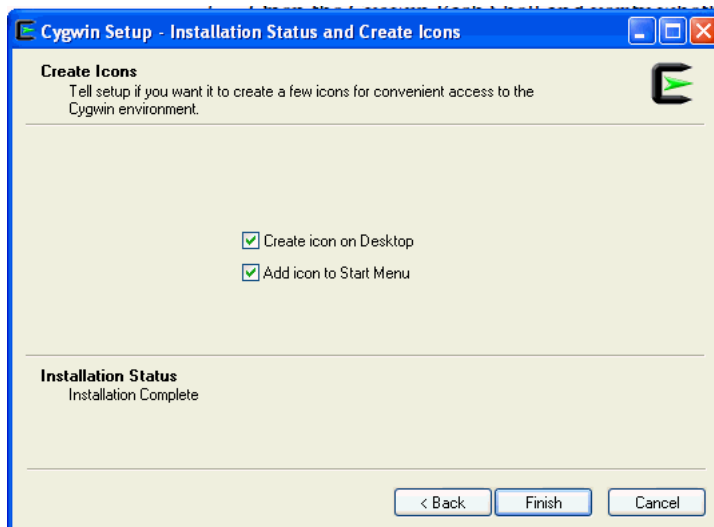 Cygwin Setup - Installation Status and Create Icons
Create Icons
Tell setup if you want it to create a few icons for convenient access to the
Cygwin environment.
Create icon on Desktop
Add icon to Start Menu
Installation Status
Installation Complete
< Back
Finish
Cancel